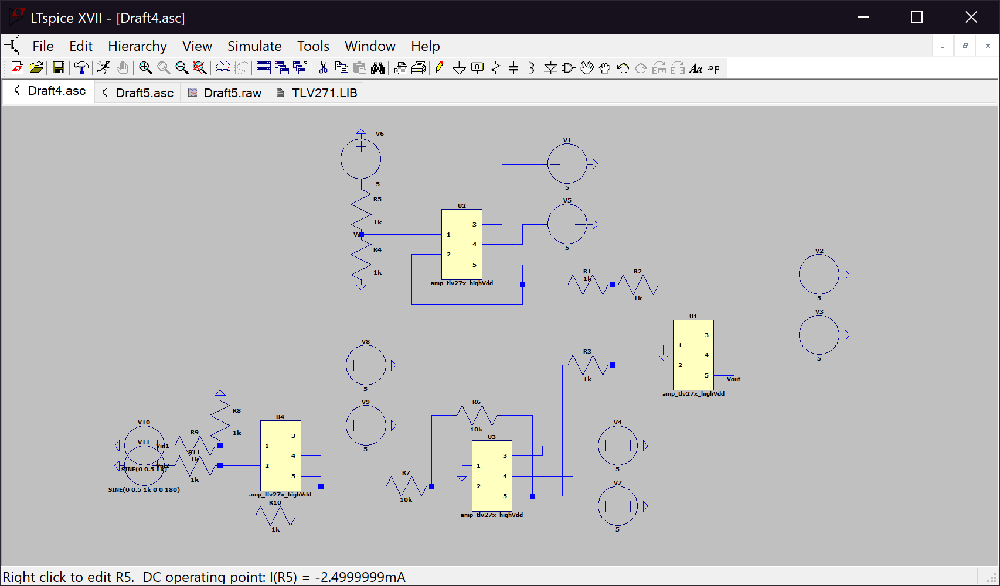 LTspice XVII - [Draft4.asc]
File Edit Hierarchy View Simulate Tools Window Help
Draft4.asc Draft5.asc Draft5.raw TLV271.LIB
V6
5
R5
1k
R4
1k
U2
1
2
3
4
5
amp_tlv27x_highVdd
V1
5
V5
5
R1
1k
R2
1k
V2
5
V3
5
U1
1
2
3
4
5
Vout
amp_tlv27x_highVdd
R3
1k
V8
5
V9
5
R8
1k
V10
V11
R9
1k
R11
1k
Vin1
Vin2
SINE(0 0.5 1k)
SINE(0 0.5 1k 0 0 180)
U4
1
2
3
4
5
amp_tlv27x_highVdd
R10
1k
R7
10k
R6
10k
U3
1
2
3
4
5
amp_tlv27x_highVdd
V4
5
V7
5
Right click to edit R5. DC operating point: I(R5) = -2.4999999mA